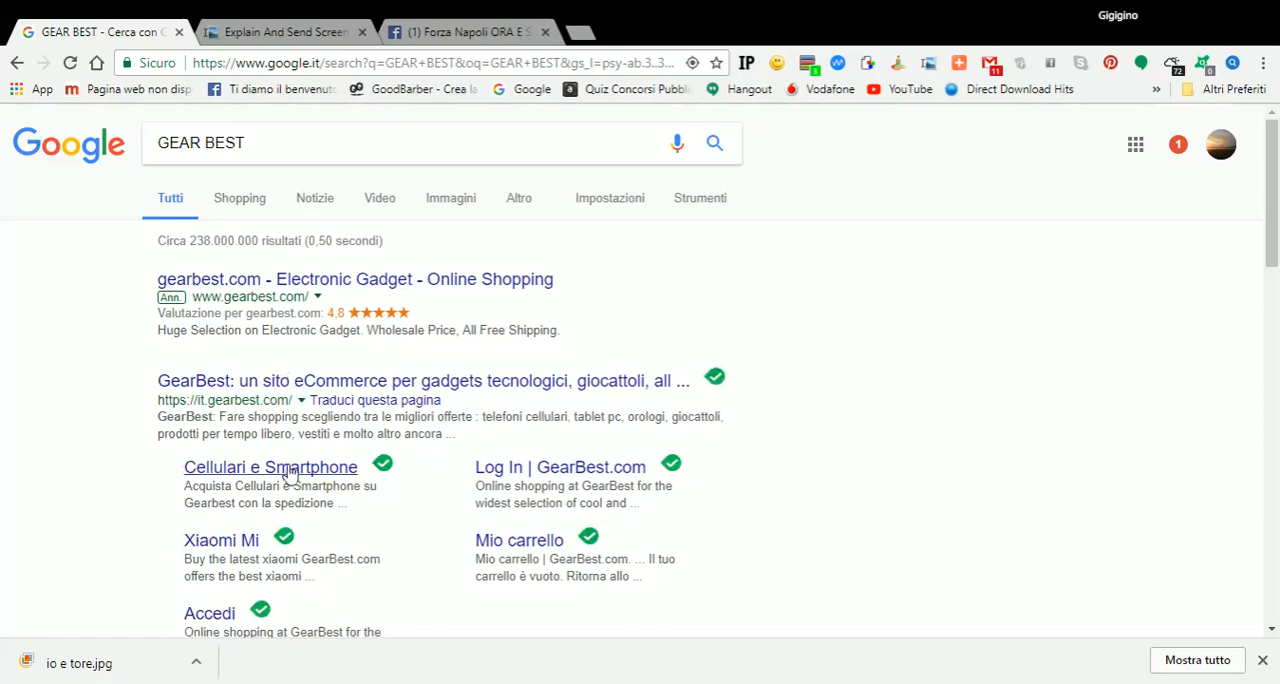 Gigigino
GEAR BEST - Cerca con G
Explain And Send Screen
(1) Forza Napoli ORA E S
Sicuro
https://www.google.it/search?q=GEAR+BEST&oq=GEAR+BEST&gs_l=psy-ab.3..3...
IP
3
11
72
0
App
Pagina web non disp
Ti diamo il benvenut
GoodBarber - Crea la
Google
Quiz Concorsi Pubbli
Hangout
Vodafone
YouTube
Direct Download Hits
»
Altri Preferiti
Google
GEAR BEST
1
Tutti
Shopping
Notizie
Video
Immagini
Altro
Impostazioni
Strumenti
Circa 238.000.000 risultati (0,50 secondi)
gearbest.com - Electronic Gadget - Online Shopping
Ann. www.gearbest.com/
Valutazione per gearbest.com: 4,8
Huge Selection on Electronic Gadget. Wholesale Price, All Free Shipping.
GearBest: un sito eCommerce per gadgets tecnologici, giocattoli, all ...
https://it.gearbest.com/ Traduci questa pagina
GearBest: Fare shopping scegliendo tra le migliori offerte : telefoni cellulari, tablet pc, orologi, giocattoli,
prodotti per tempo libero, vestiti e molto altro ancora ...
Cellulari e Smartphone
Acquista Cellulari e Smartphone su
Gearbest con la spedizione ...
Log In | GearBest.com
Online shopping at GearBest for the
widest selection of cool and ...
Xiaomi Mi
Buy the latest xiaomi GearBest.com
offers the best xiaomi ...
Mio carrello
Mio carrello | GearBest.com. ... Il tuo
carrello è vuoto. Ritorna allo ...
Accedi
Online shopping at GearBest for the
io e tore.jpg
Mostra tutto